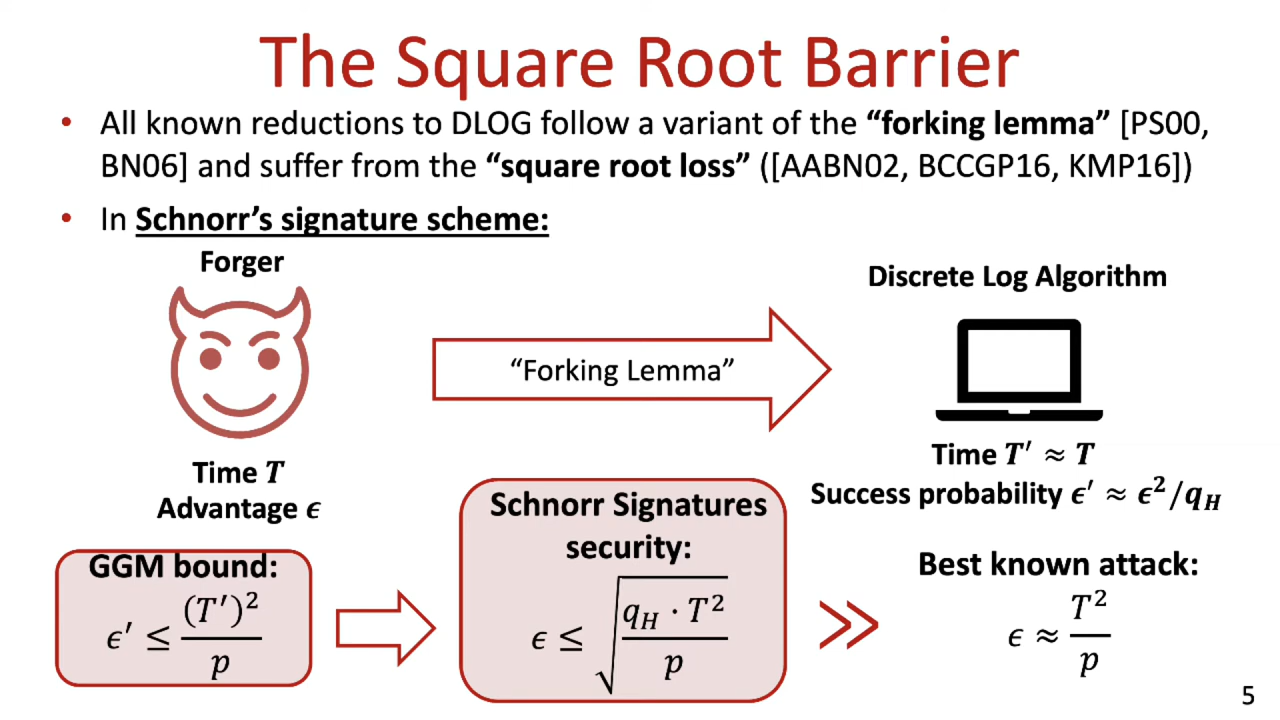 The Square Root Barrier
• All known reductions to DLOG follow a variant of the “forking lemma” [PS00,
BN06] and suffer from the “square root loss” ([AABN02, BCCGP16, KMP16])
• In Schnorr’s signature scheme:
Forger
Discrete Log Algorithm
“Forking Lemma”
Time T
Advantage ϵ
Time T′ ≈ T
Success probability ϵ′ ≈ ϵ²/q_H
GGM bound:
ϵ′ ≤ (T′)²/p
Schnorr Signatures
security:
ϵ ≤ √(q_H · T²/p)
Best known attack:
ϵ ≈ T²/p
5